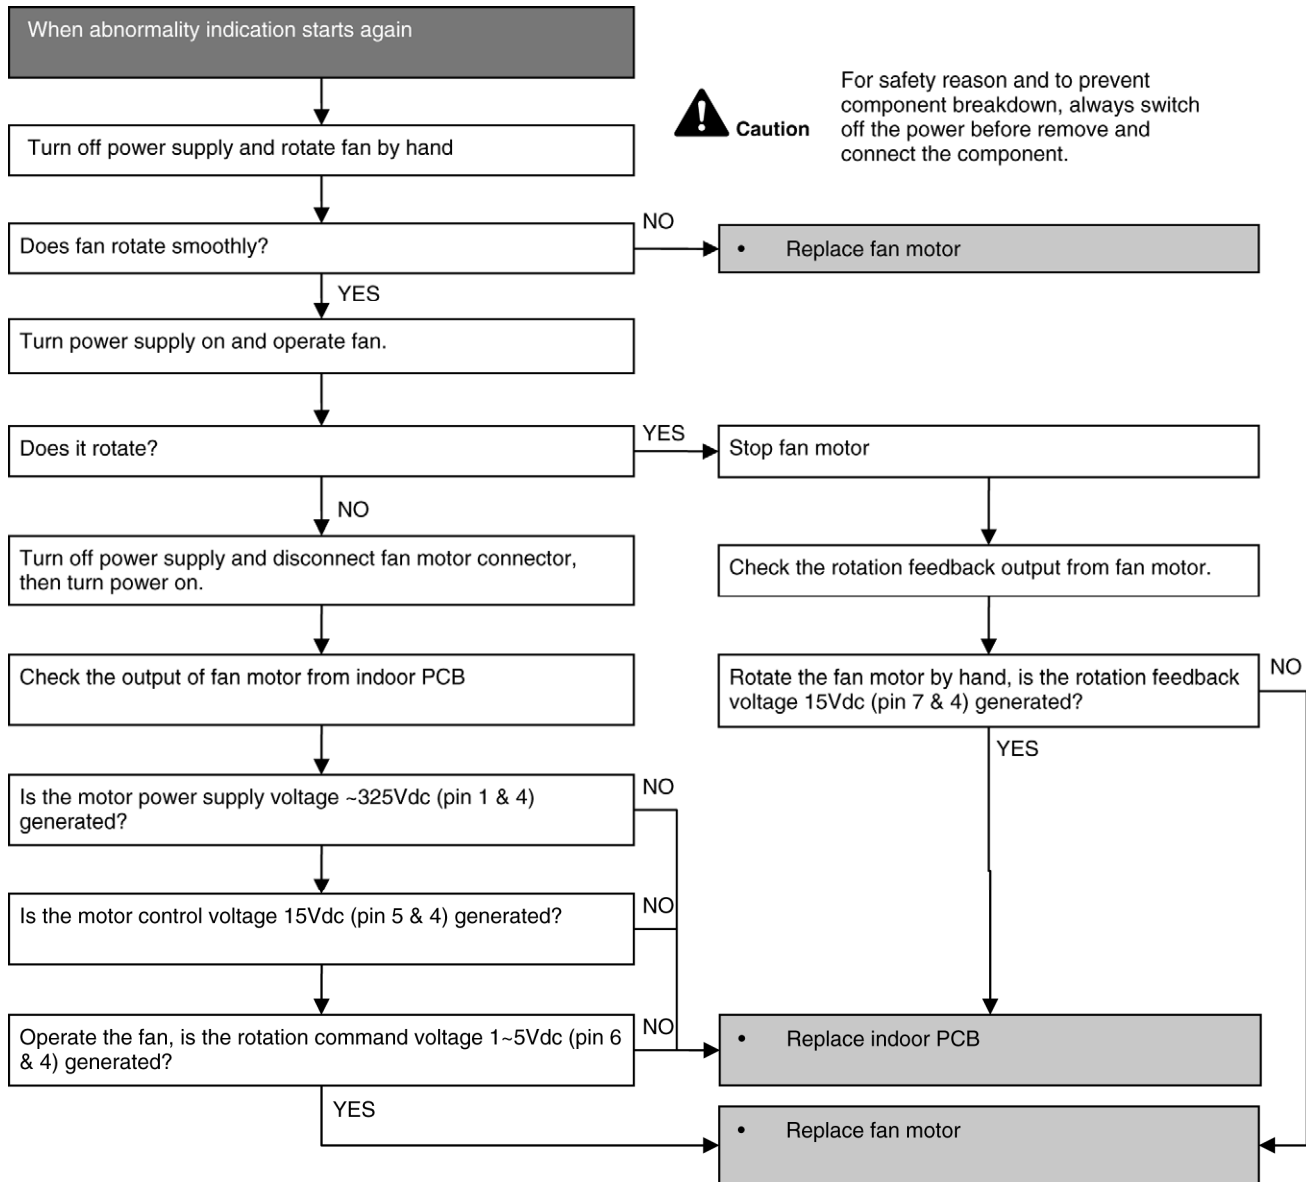 When abnormality indication starts again
Caution
For safety reason and to prevent
component breakdown, always switch
off the power before remove and
connect the component.
Turn off power supply and rotate fan by hand
Does fan rotate smoothly?
NO
• Replace fan motor
YES
Turn power supply on and operate fan.
Does it rotate?
YES
Stop fan motor
NO
Turn off power supply and disconnect fan motor connector,
then turn power on.
Check the rotation feedback output from fan motor.
Check the output of fan motor from indoor PCB
Rotate the fan motor by hand, is the rotation feedback
voltage 15Vdc (pin 7 & 4) generated?
NO
YES
Is the motor power supply voltage ~325Vdc (pin 1 & 4)
generated?
NO
Is the motor control voltage 15Vdc (pin 5 & 4) generated?
NO
Operate the fan, is the rotation command voltage 1~5Vdc (pin 6
& 4) generated?
NO
• Replace indoor PCB
YES
• Replace fan motor